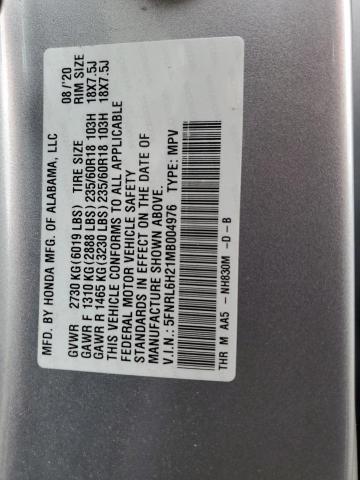 MFD. BY HONDA MFG. OF ALABAMA, LLC 08 / '20
GVWR 2730 KG(6019 LBS) TIRE SIZE RIM SIZE
GAWR F 1310 KG(2888 LBS) 235/60R18 103H 18X7.5J
GAWR R 1465 KG(3230 LBS) 235/60R18 103H 18X7.5J
THIS VEHICLE CONFORMS TO ALL APPLICABLE
FEDERAL MOTOR VEHICLE SAFETY
STANDARDS IN EFFECT ON THE DATE OF
MANUFACTURE SHOWN ABOVE.
V.I.N.: 5FNRL6H21MB004976 TYPE: MPV
THR M AA5 - NH830M -D - B